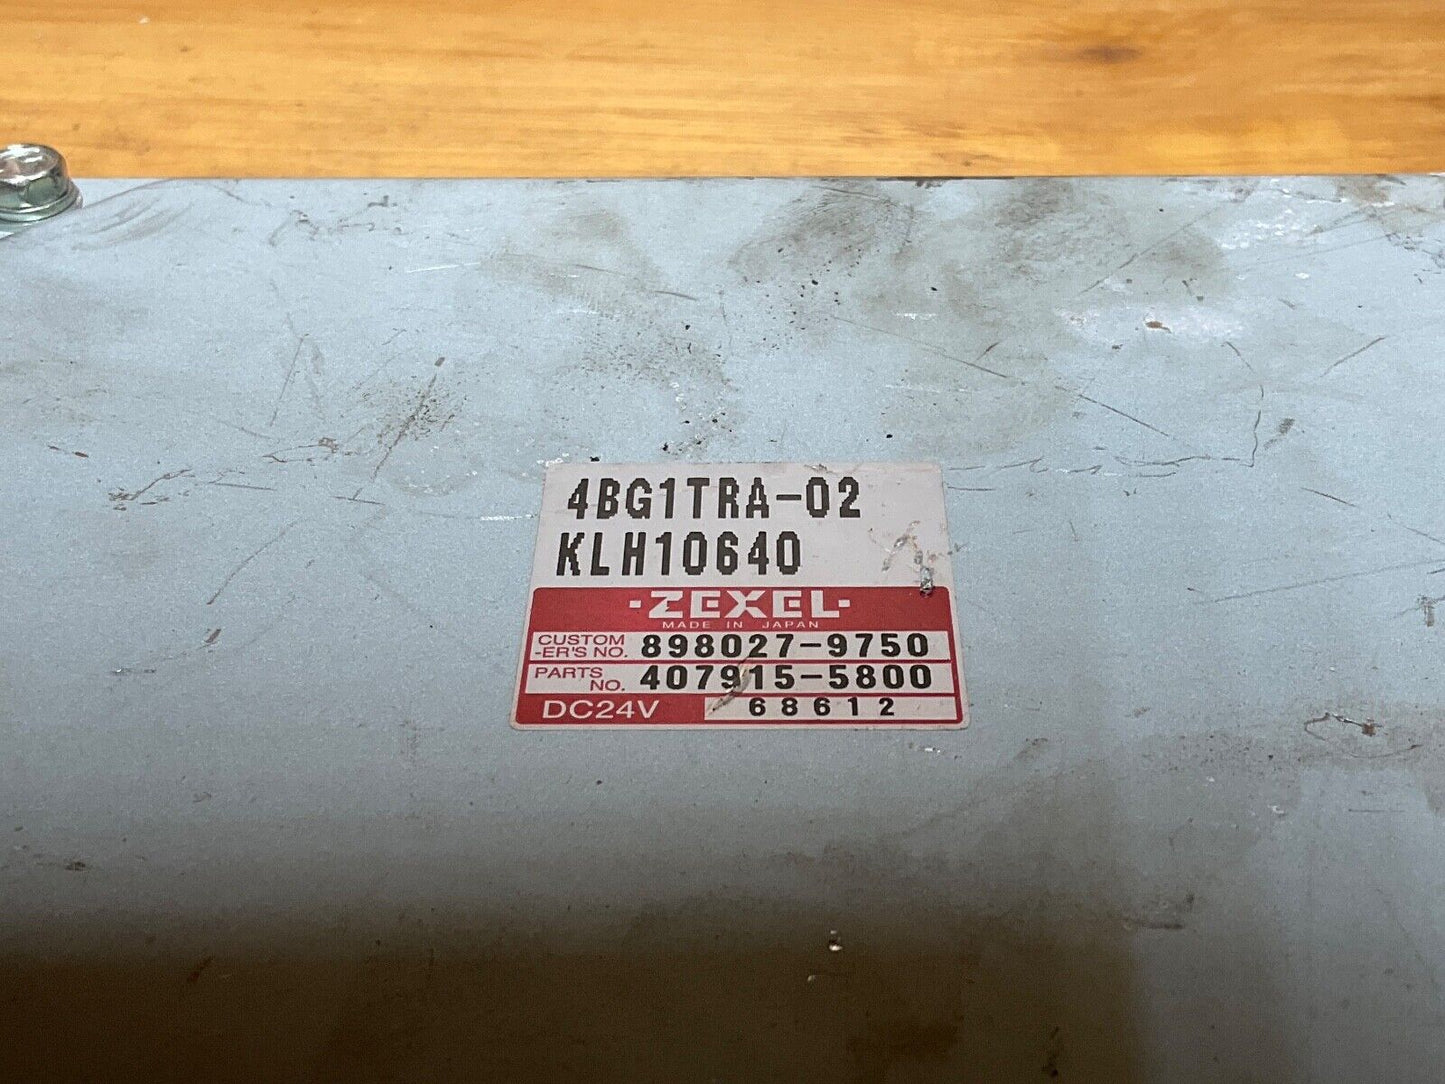 4BG1TRA-02
KLH10640
·ZEXEL·
MADE IN JAPAN
CUSTOM
-ER'S NO. 898027-9750
PARTS
NO. 407915-5800
DC24V 68612